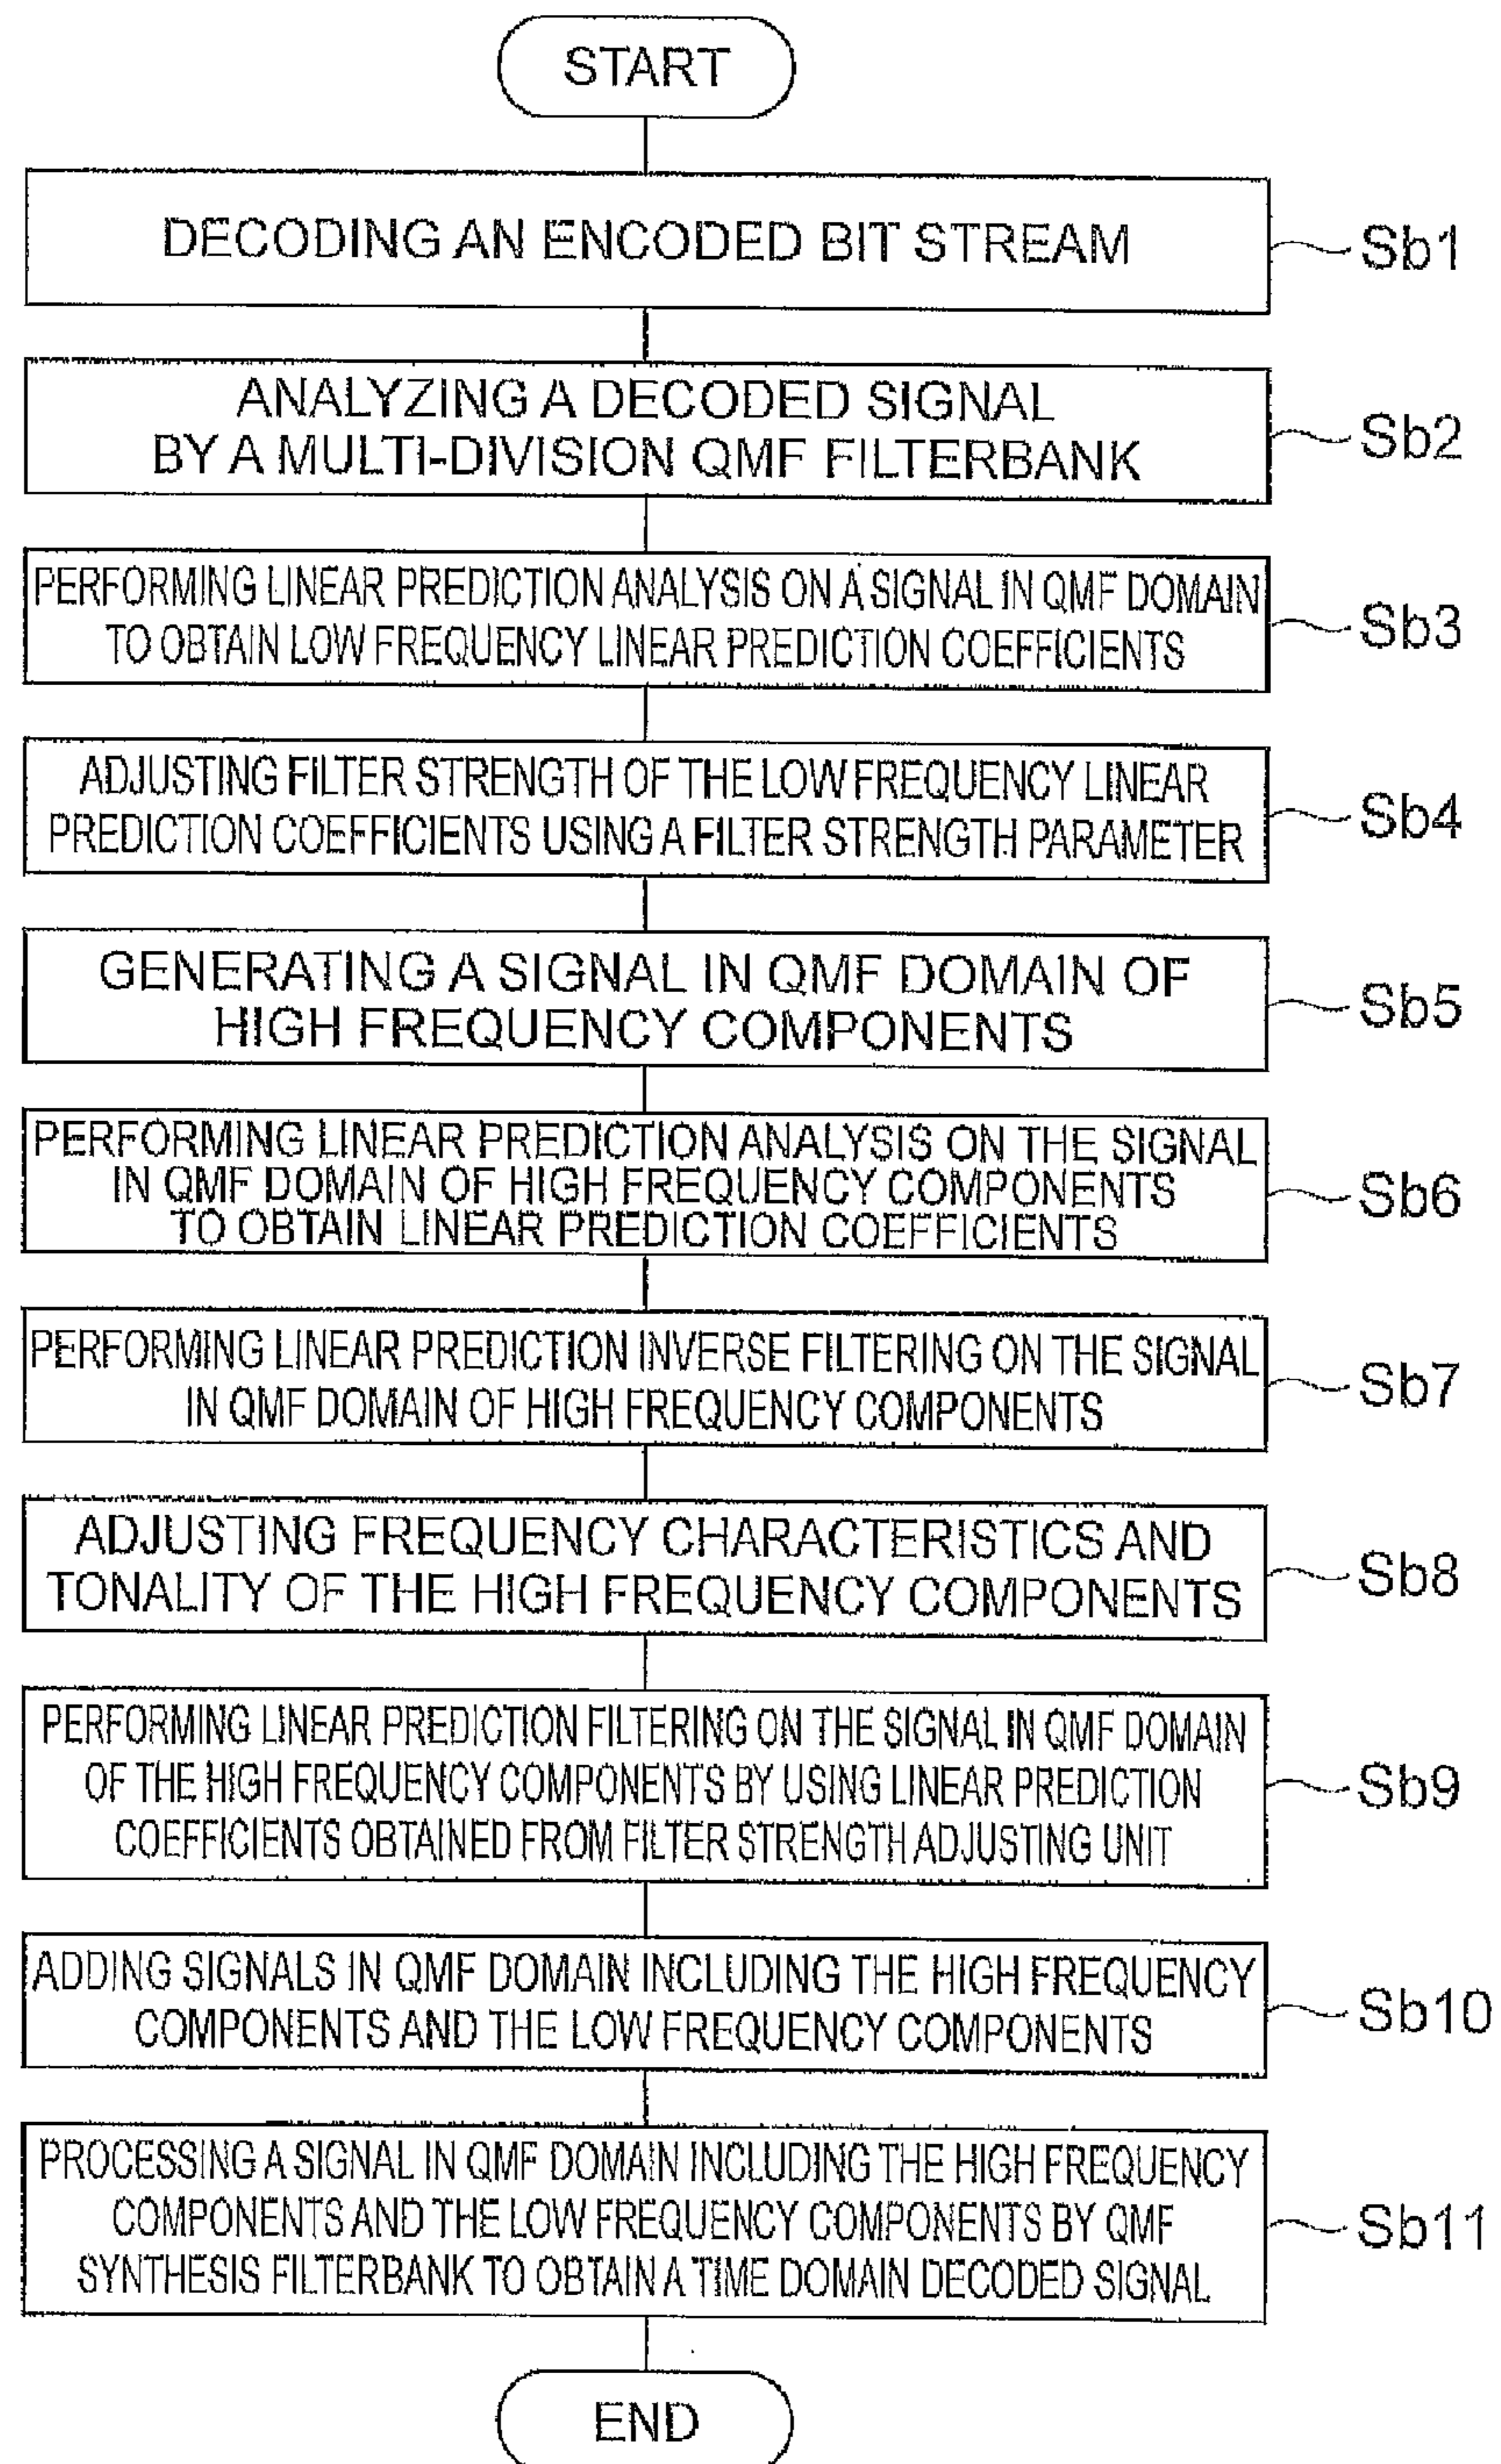 START
DECODING AN ENCODED BIT STREAM
Sb1
ANALYZING A DECODED SIGNAL
BY A MULTI-DIVISION QMF FILTERBANK
Sb2
PERFORMING LINEAR PREDICTION ANALYSIS ON A SIGNAL IN QMF DOMAIN
TO OBTAIN LOW FREQUENCY LINEAR PREDICTION COEFFICIENTS
Sb3
ADJUSTING FILTER STRENGTH OF THE LOW FREQUENCY LINEAR
PREDICTION COEFFICIENTS USING A FILTER STRENGTH PARAMETER
Sb4
GENERATING A SIGNAL IN QMF DOMAIN OF
HIGH FREQUENCY COMPONENTS
Sb5
PERFORMING LINEAR PREDICTION ANALYSIS ON THE SIGNAL
IN QMF DOMAIN OF HIGH FREQUENCY COMPONENTS
TO OBTAIN LINEAR PREDICTION COEFFICIENTS
Sb6
PERFORMING LINEAR PREDICTION INVERSE FILTERING ON THE SIGNAL
IN QMF DOMAIN OF HIGH FREQUENCY COMPONENTS
Sb7
ADJUSTING FREQUENCY CHARACTERISTICS AND
TONALITY OF THE HIGH FREQUENCY COMPONENTS
Sb8
PERFORMING LINEAR PREDICTION FILTERING ON THE SIGNAL IN QMF DOMAIN
OF THE HIGH FREQUENCY COMPONENTS BY USING LINEAR PREDICTION
COEFFICIENTS OBTAINED FROM FILTER STRENGTH ADJUSTING UNIT
Sb9
ADDING SIGNALS IN QMF DOMAIN INCLUDING THE HIGH FREQUENCY
COMPONENTS AND THE LOW FREQUENCY COMPONENTS
Sb10
PROCESSING A SIGNAL IN QMF DOMAIN INCLUDING THE HIGH FREQUENCY
COMPONENTS AND THE LOW FREQUENCY COMPONENTS BY QMF
SYNTHESIS FILTERBANK TO OBTAIN A TIME DOMAIN DECODED SIGNAL
Sb11
END